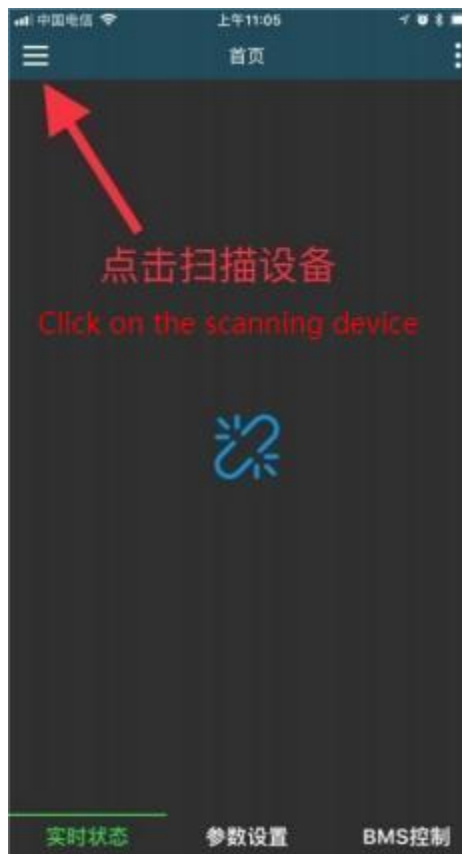 中国电信 上午11:05
首页
点击扫描设备
Click on the scanning device
实时状态 参数设置 BMS控制